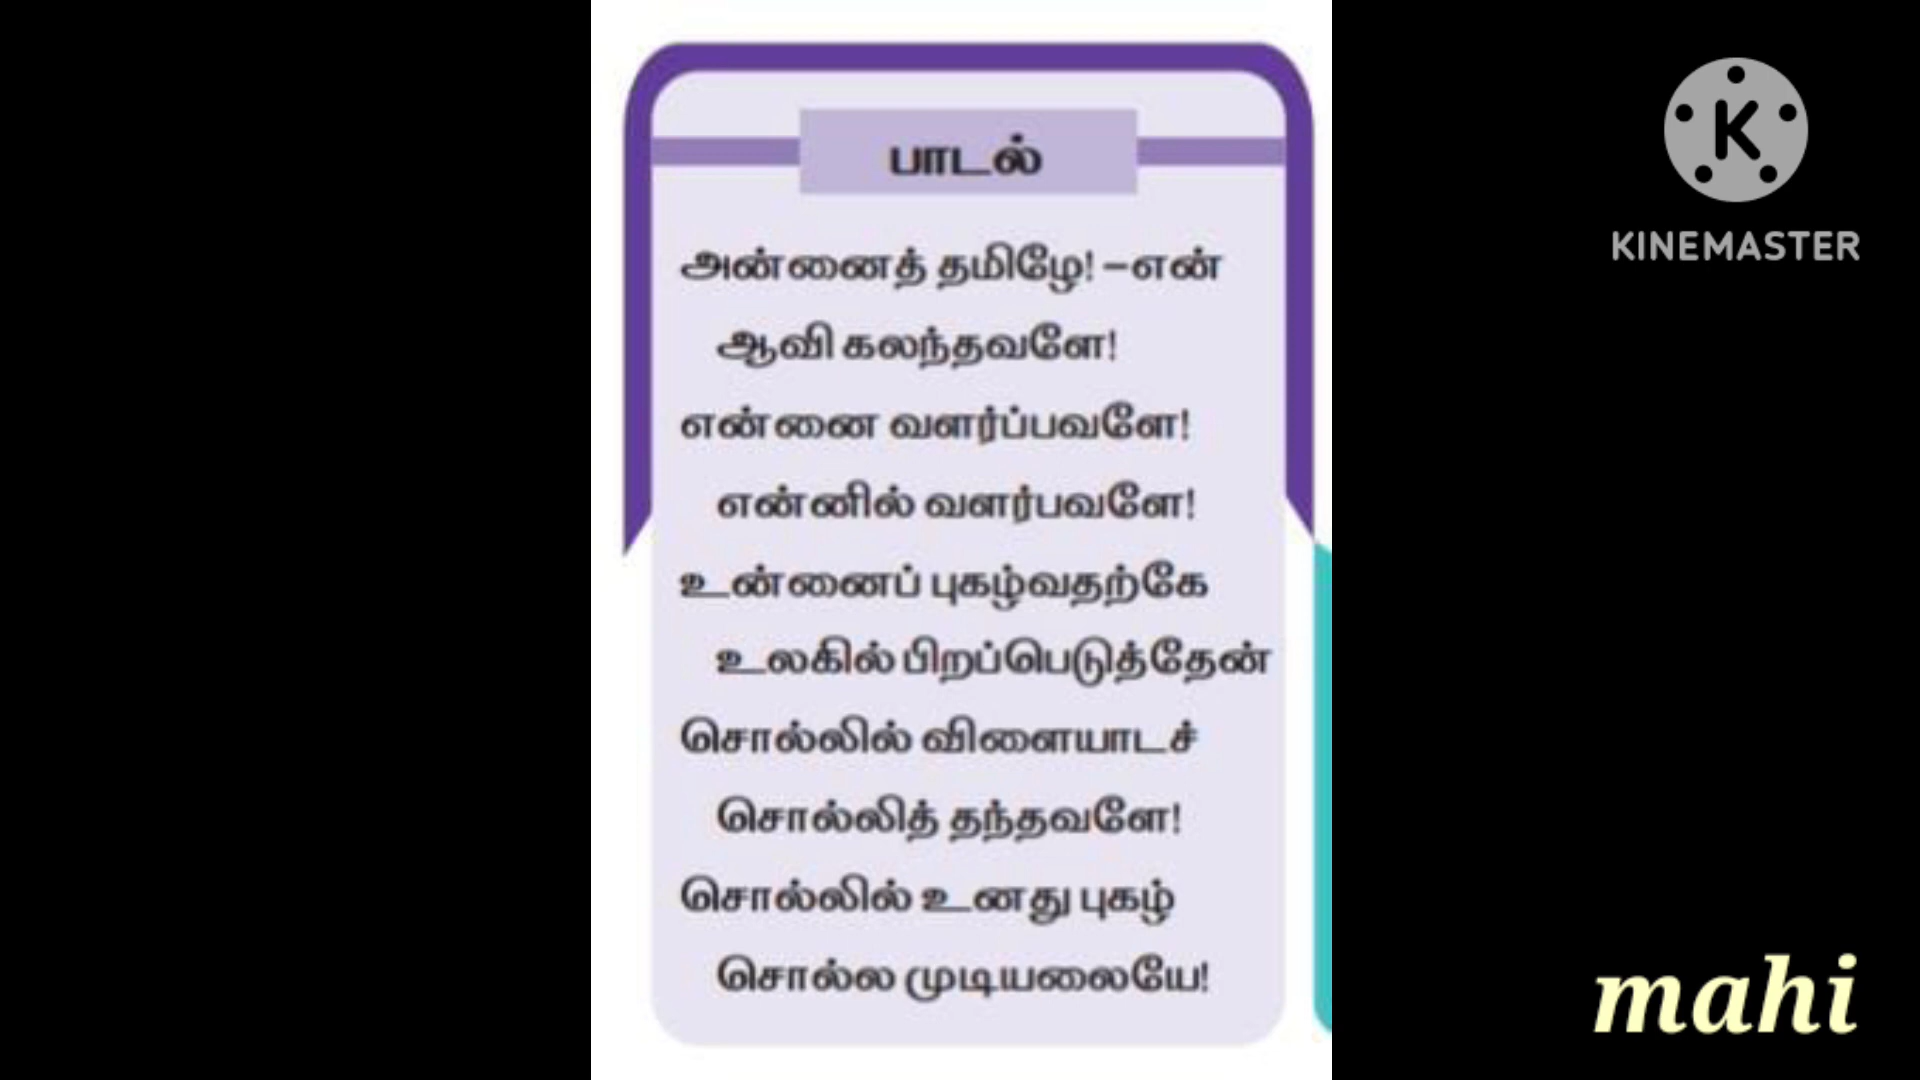 பாடல்
அன்னைத் தமிழே! –என்
ஆவி கலந்தவளே!
என்னை வளர்ப்பவளே!
என்னில் வளர்பவளே!
உன்னைப் புகழ்வதற்கே
உலகில் பிறப்பெடுத்தேன்
சொல்லில் விளையாடச்
சொல்லித் தந்தவளே!
சொல்லில் உனது புகழ்
சொல்ல முடியலையே!
K
KINEMASTER
mahi